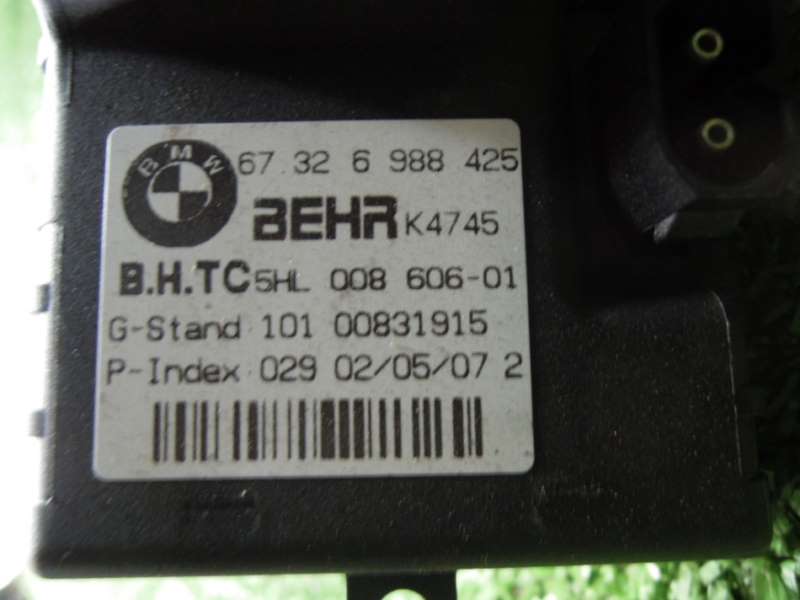 BMW 67.32 6 988 425
BEHR K4745
B.H.TC 5HL 008 606-01
G-Stand 101 00831915
P-Index 029 02/05/07 2